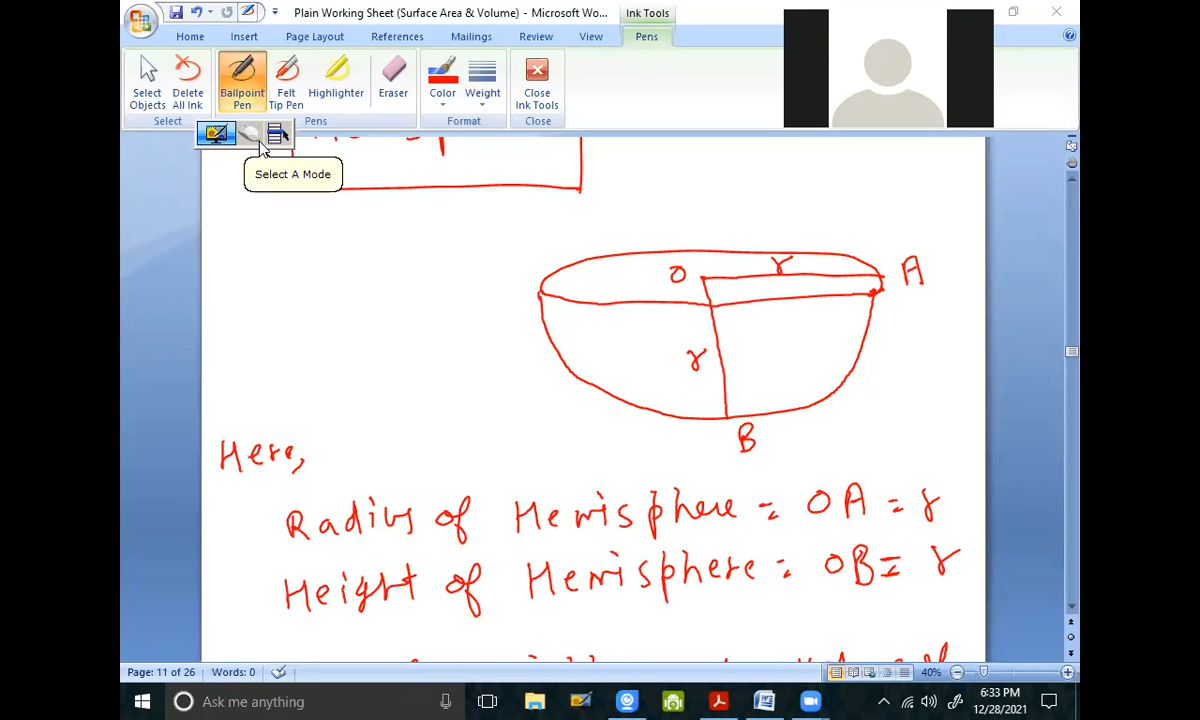 Plain Working Sheet (Surface Area & Volume) - Microsoft Wo...
Ink Tools
Home Insert Page Layout References Mailings Review View Pens
Select Objects
Delete All Ink
Ballpoint Pen
Felt Tip Pen
Highlighter
Eraser
Color
Weight
Close Ink Tools
Select Pens Format Close
Select A Mode
O r A
r
B
Here,
Radius of Hemisphere = OA = r
Height of Hemisphere = OB = r
Page: 11 of 26 Words: 0 40%
Ask me anything
6:33 PM
12/28/2021